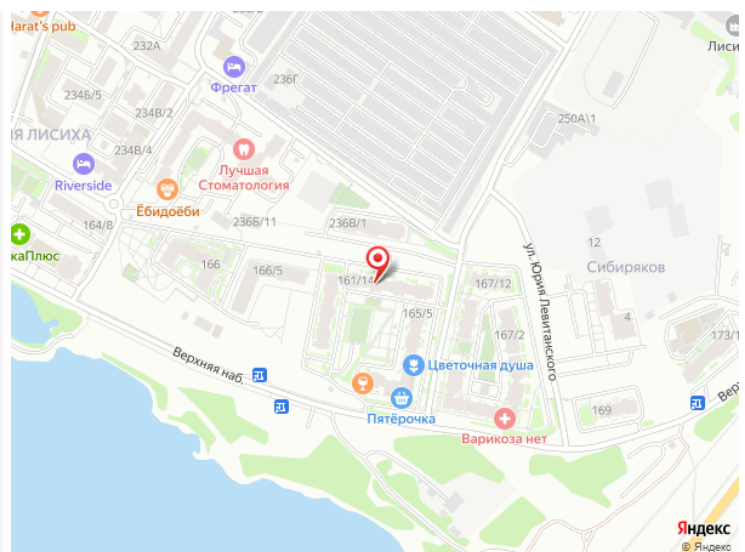 Harat's pub
232А
234Б/5
Фрегат
236Г
234В/2
Лиси
250А\1
Я ЛИСИХА
234В/4
Лучшая
Стоматология
Riverside
Ёбидоёби
164/8
236Б/11
236В/1
каПлюс
166
166/5
161/14
167/12
12
Сибиряков
ул. Юрия Левитанского
165/5
167/2
4
173/1
Верхняя наб.
Цветочная душа
Пятёрочка
Варикоза нет
169
Вер
Яндекс
© Яндекс